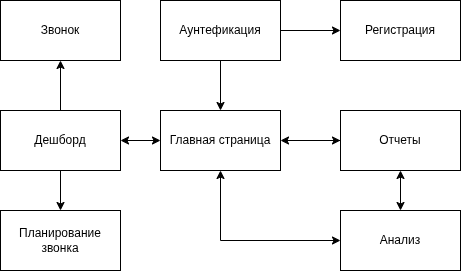 Звонок
Аунтефикация
Регистрация
Дешборд
Главная страница
Отчеты
Планирование
звонка
Анализ